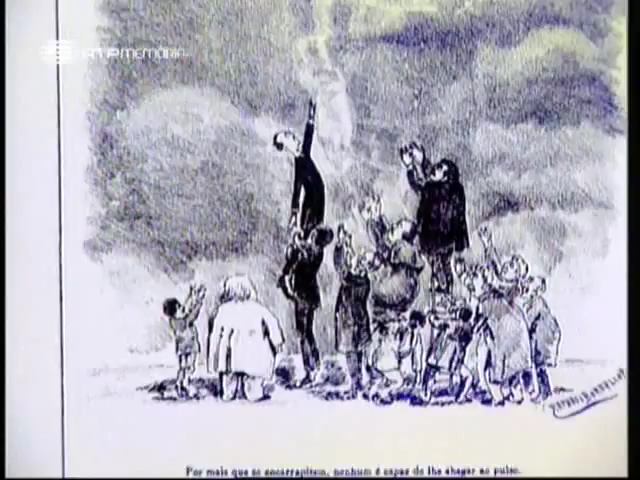 RTP MEMÓRIA
Por mais que se encarrapitem, nenhum é capaz de lhe chegar ao pulso.